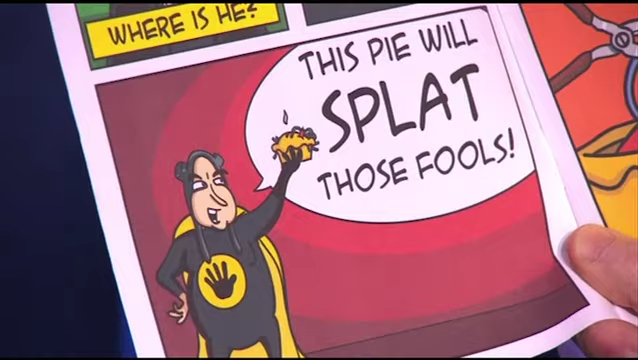 WHERE IS HE?
THIS PIE WILL
SPLAT
THOSE FOOLS!